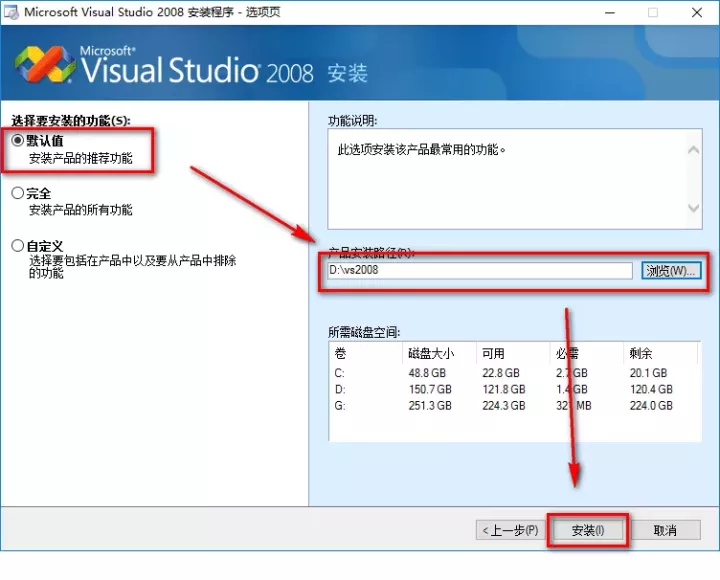 Microsoft Visual Studio 2008 安装程序 - 选项页
Microsoft®
Visual Studio® 2008 安装
选择要安装的功能(S):
默认值
安装产品的推荐功能
完全
安装产品的所有功能
自定义
选择要包括在产品中以及要从产品中排除
的功能
功能说明:
此选项安装该产品最常用的功能。
产品安装路径(R):
D:\vs2008 浏览(W)...
所需磁盘空间:
卷 磁盘大小 可用 必需 剩余
C: 48.8 GB 22.8 GB 2.7 GB 20.1 GB
D: 150.7 GB 121.8 GB 1.4 GB 120.4 GB
G: 251.3 GB 224.3 GB MB 224.0 GB
< 上一步(P) 安装(I) 取消